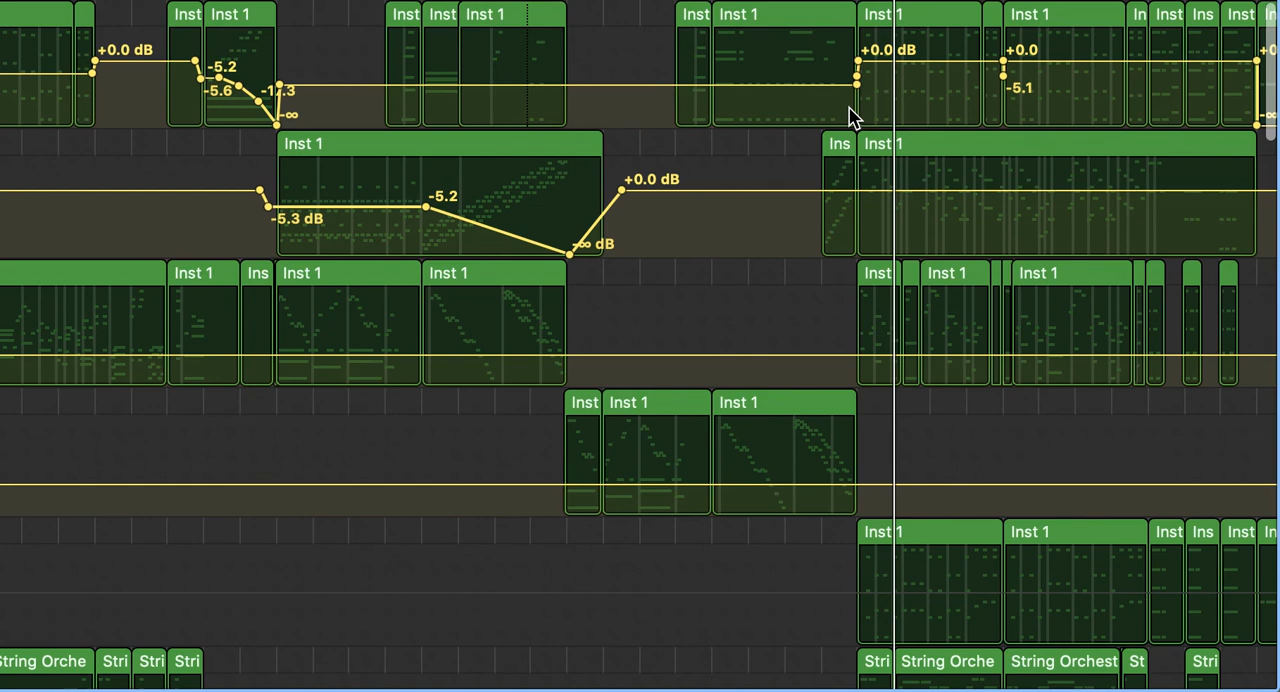 Inst Inst 1 Inst Inst Inst 1 Inst Inst 1 Inst 1 Inst 1 In Inst Ins Inst In
+0.0 dB -5.2 -5.6 -∞ +0.0 dB +0.0 -5.1 +0
Inst 1 Ins Inst 1
-5.3 dB -5.2 -∞ dB +0.0 dB
Inst 1 Ins Inst 1 Inst 1 Inst Inst 1 Inst 1
Inst Inst 1 Inst 1
Inst 1 Inst 1 Inst Ins Inst In
String Orche Stri Stri Stri Stri String Orche String Orchest St Stri